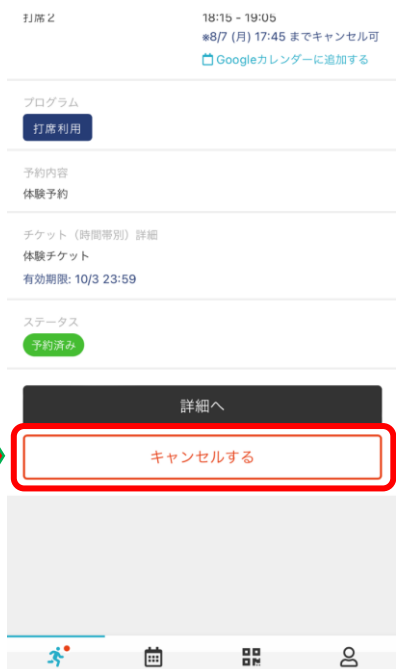 打席2
18:15 - 19:05
※8/7 (月) 17:45 までキャンセル可
Googleカレンダーに追加する
プログラム
打席利用
予約内容
体験予約
チケット（時間帯別）詳細
体験チケット
有効期限: 10/3 23:59
ステータス
予約済み
詳細へ
キャンセルする